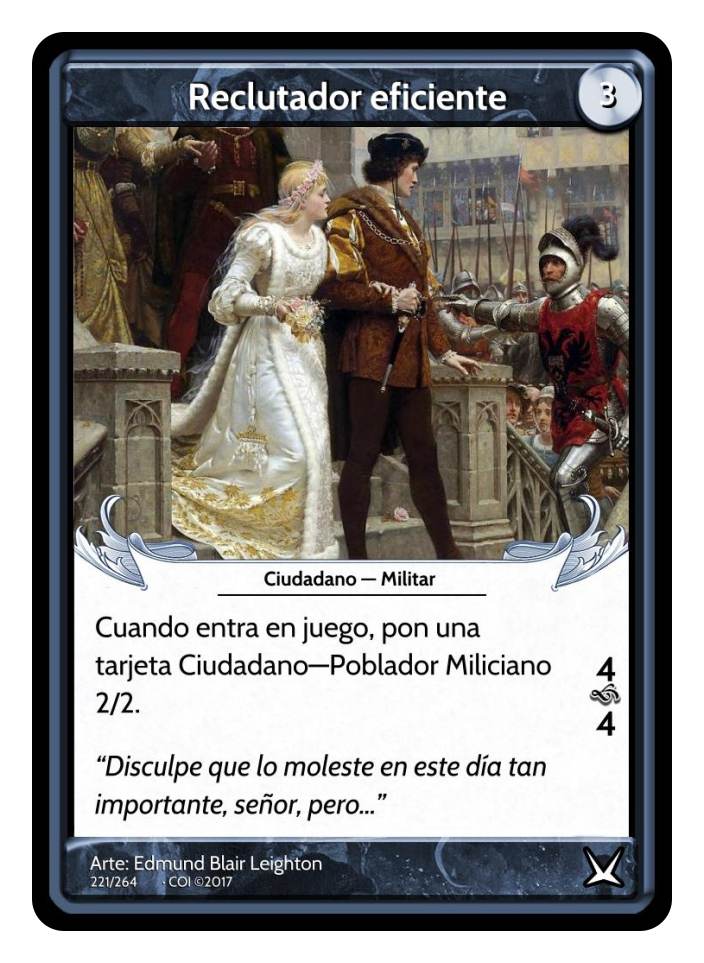 Reclutador eficiente
3
Ciudadano — Militar
Cuando entra en juego, pon una
tarjeta Ciudadano—Poblador Miliciano
2/2.
4
4
“Disculpe que lo moleste en este día tan
importante, señor, pero...”
Arte: Edmund Blair Leighton
221/264 · COI ©2017